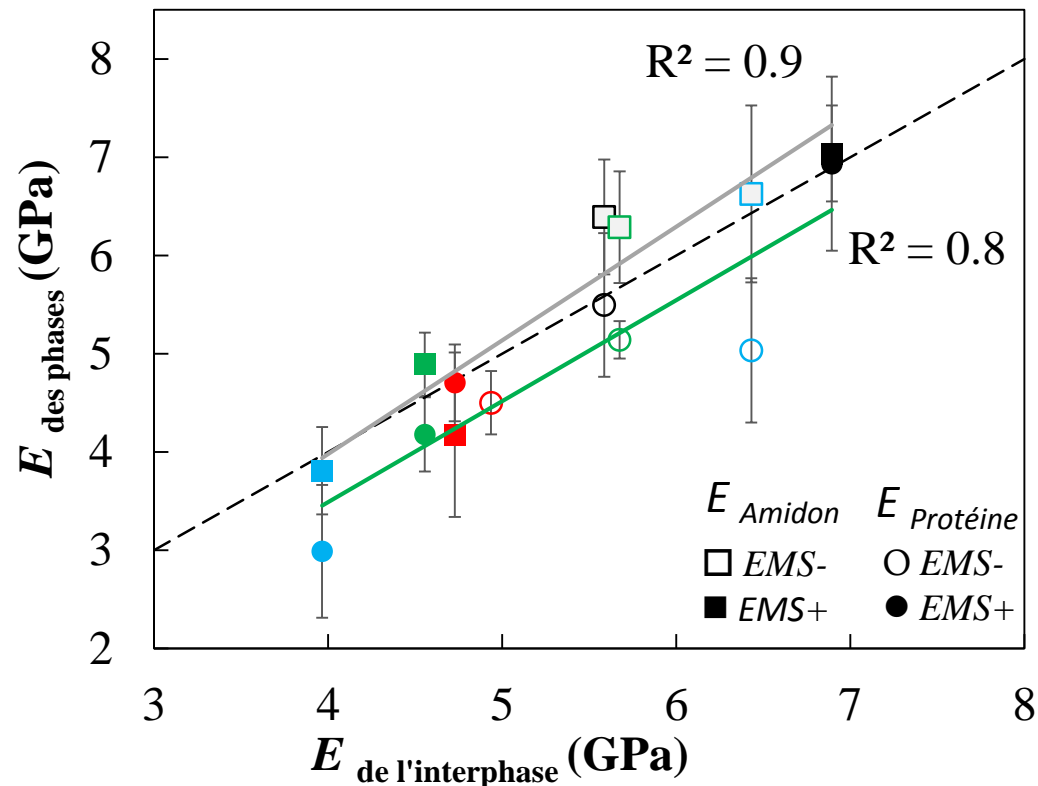 8
7
6
5
4
3
2
E des phases (GPa)
R² = 0.9
R² = 0.8
E Amidon E Protéine
EMS- EMS-
EMS+ EMS+
3 4 5 6 7 8
E de l'interphase (GPa)